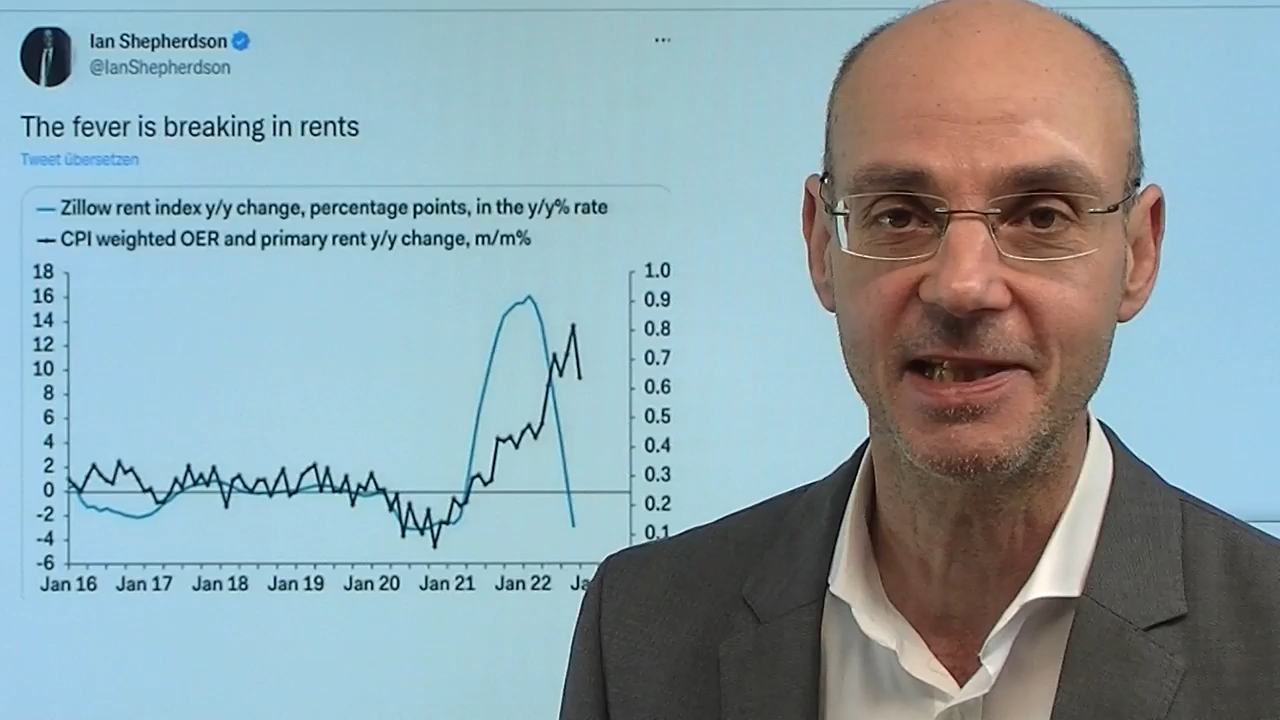 Ian Shepherdson
@IanShepherdson
The fever is breaking in rents
Tweet übersetzen
Zillow rent index y/y change, percentage points, in the y/y% rate
CPI weighted OER and primary rent y/y change, m/m%
18 1.0
16 0.9
14 0.8
12 0.7
10 0.6
8 0.5
6 0.4
4 0.3
2 0.2
0 0.1
-2
-4
-6
Jan 16 Jan 17 Jan 18 Jan 19 Jan 20 Jan 21 Jan 22